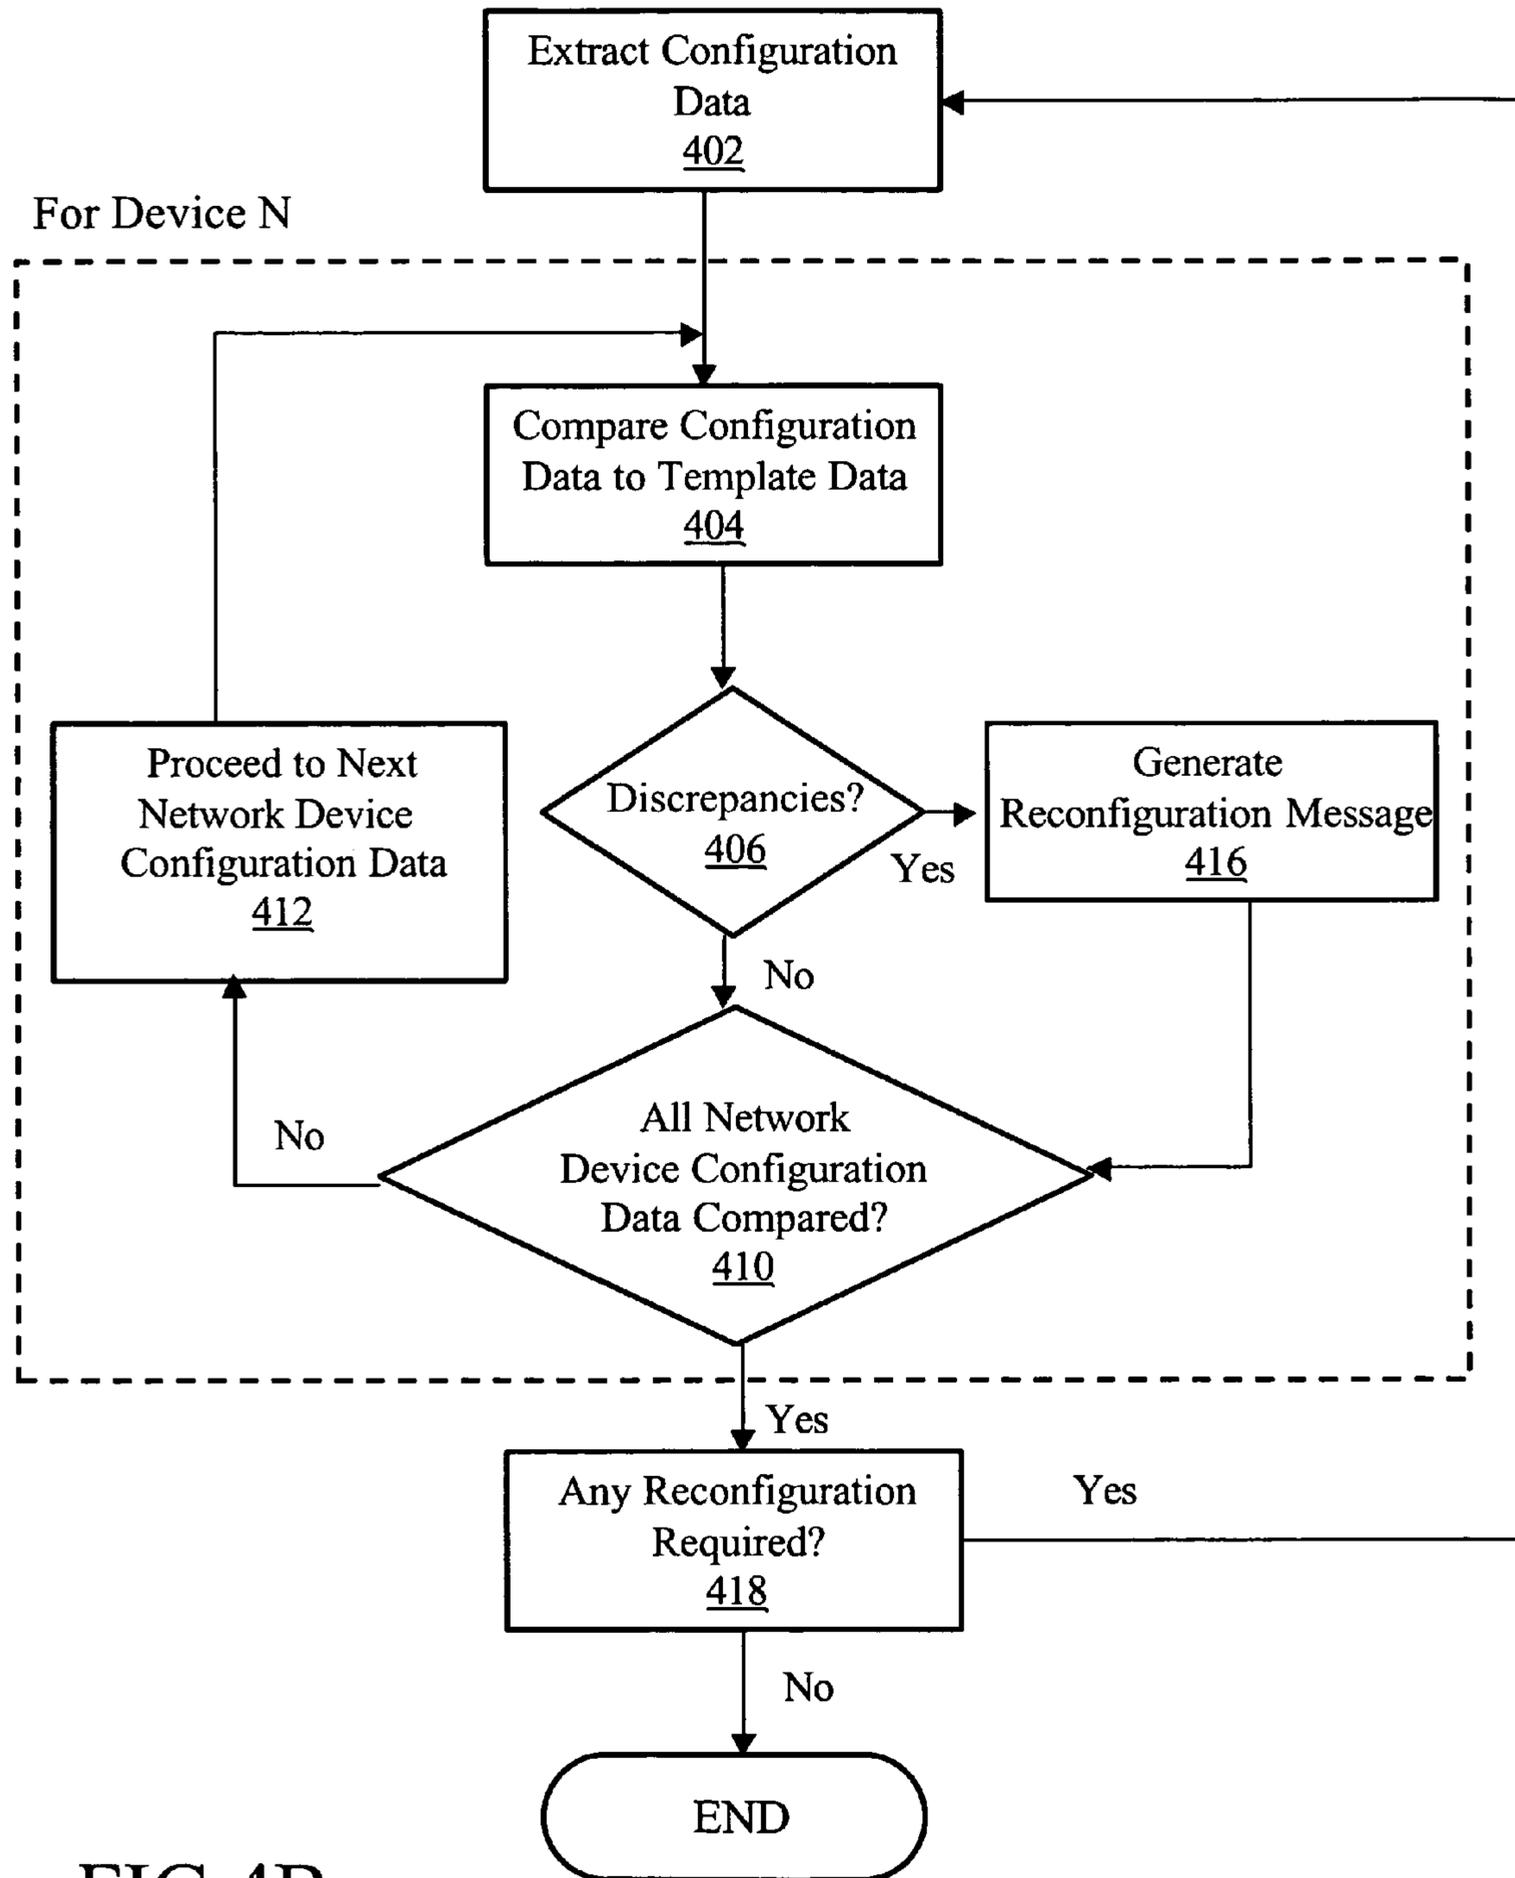 Extract Configuration
Data
402
For Device N
Compare Configuration
Data to Template Data
404
Proceed to Next
Network Device
Configuration Data
412
Discrepancies?
406
Yes
Generate
Reconfiguration Message
416
No
No
All Network
Device Configuration
Data Compared?
410
Yes
Any Reconfiguration
Required?
418
Yes
No
END